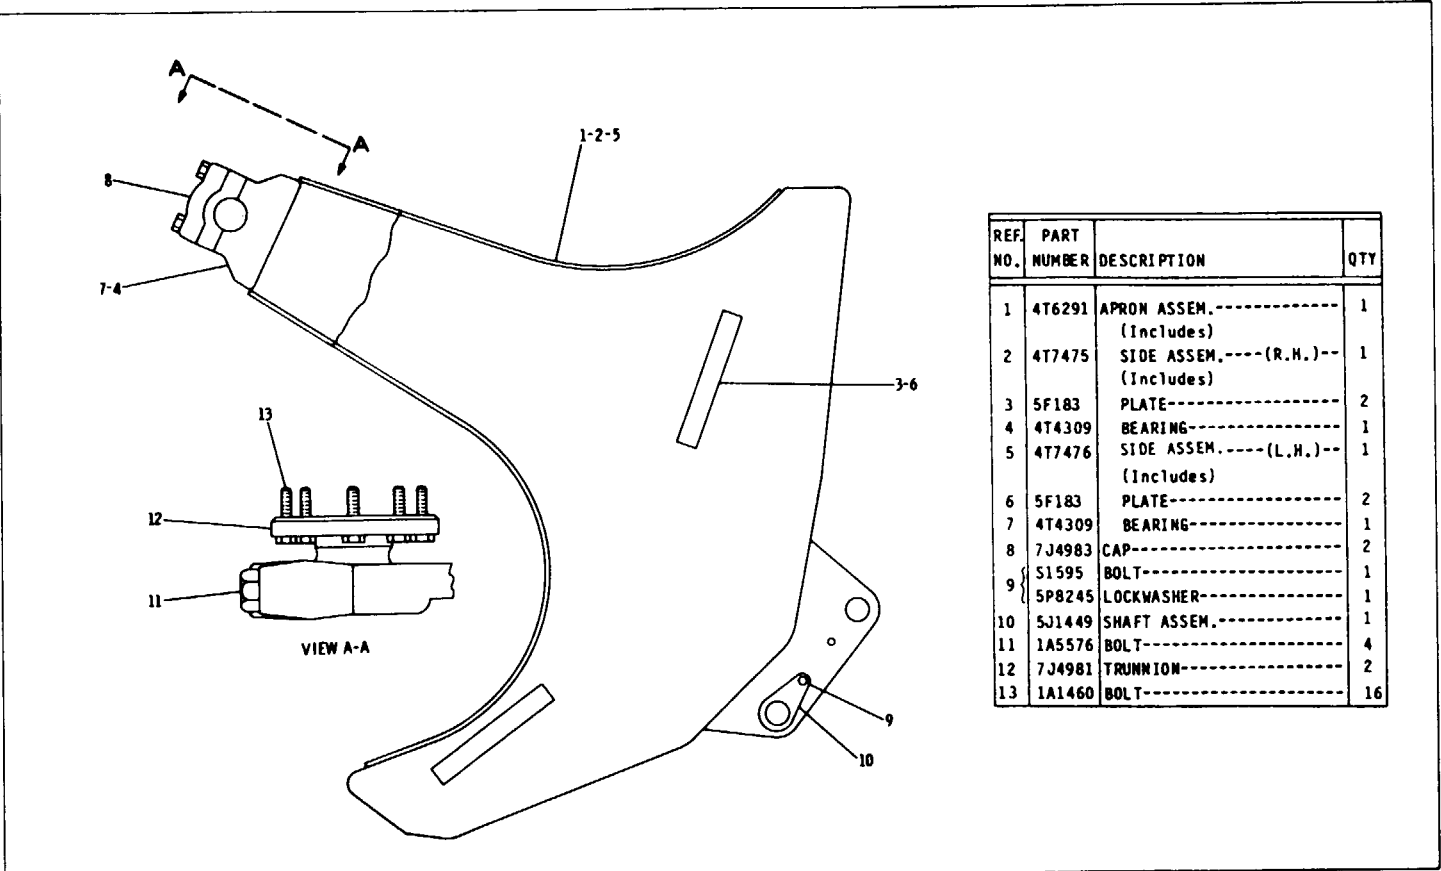 A
A
1-2-5
8
7-4
3-6
13
12
11
VIEW A-A
9
10
REF. NO. PART NUMBER DESCRIPTION QTY
1 4T6291 APRON ASSEM.-------------- 1
(Includes)
2 4T7475 SIDE ASSEM.----(R.H.)-- 1
(Includes)
3 5F183 PLATE------------------- 2
4 4T4309 BEARING----------------- 1
5 4T7476 SIDE ASSEM.----(L.H.)-- 1
(Includes)
6 5F183 PLATE------------------- 2
7 4T4309 BEARING----------------- 1
8 7J4983 CAP----------------------- 2
9 { S1595 BOLT---------------------- 1
5P8245 LOCKWASHER---------------- 1
10 5J1449 SHAFT ASSEM.-------------- 1
11 1A5576 BOLT---------------------- 4
12 7J4981 TRUNNION------------------ 2
13 1A1460 BOLT---------------------- 16